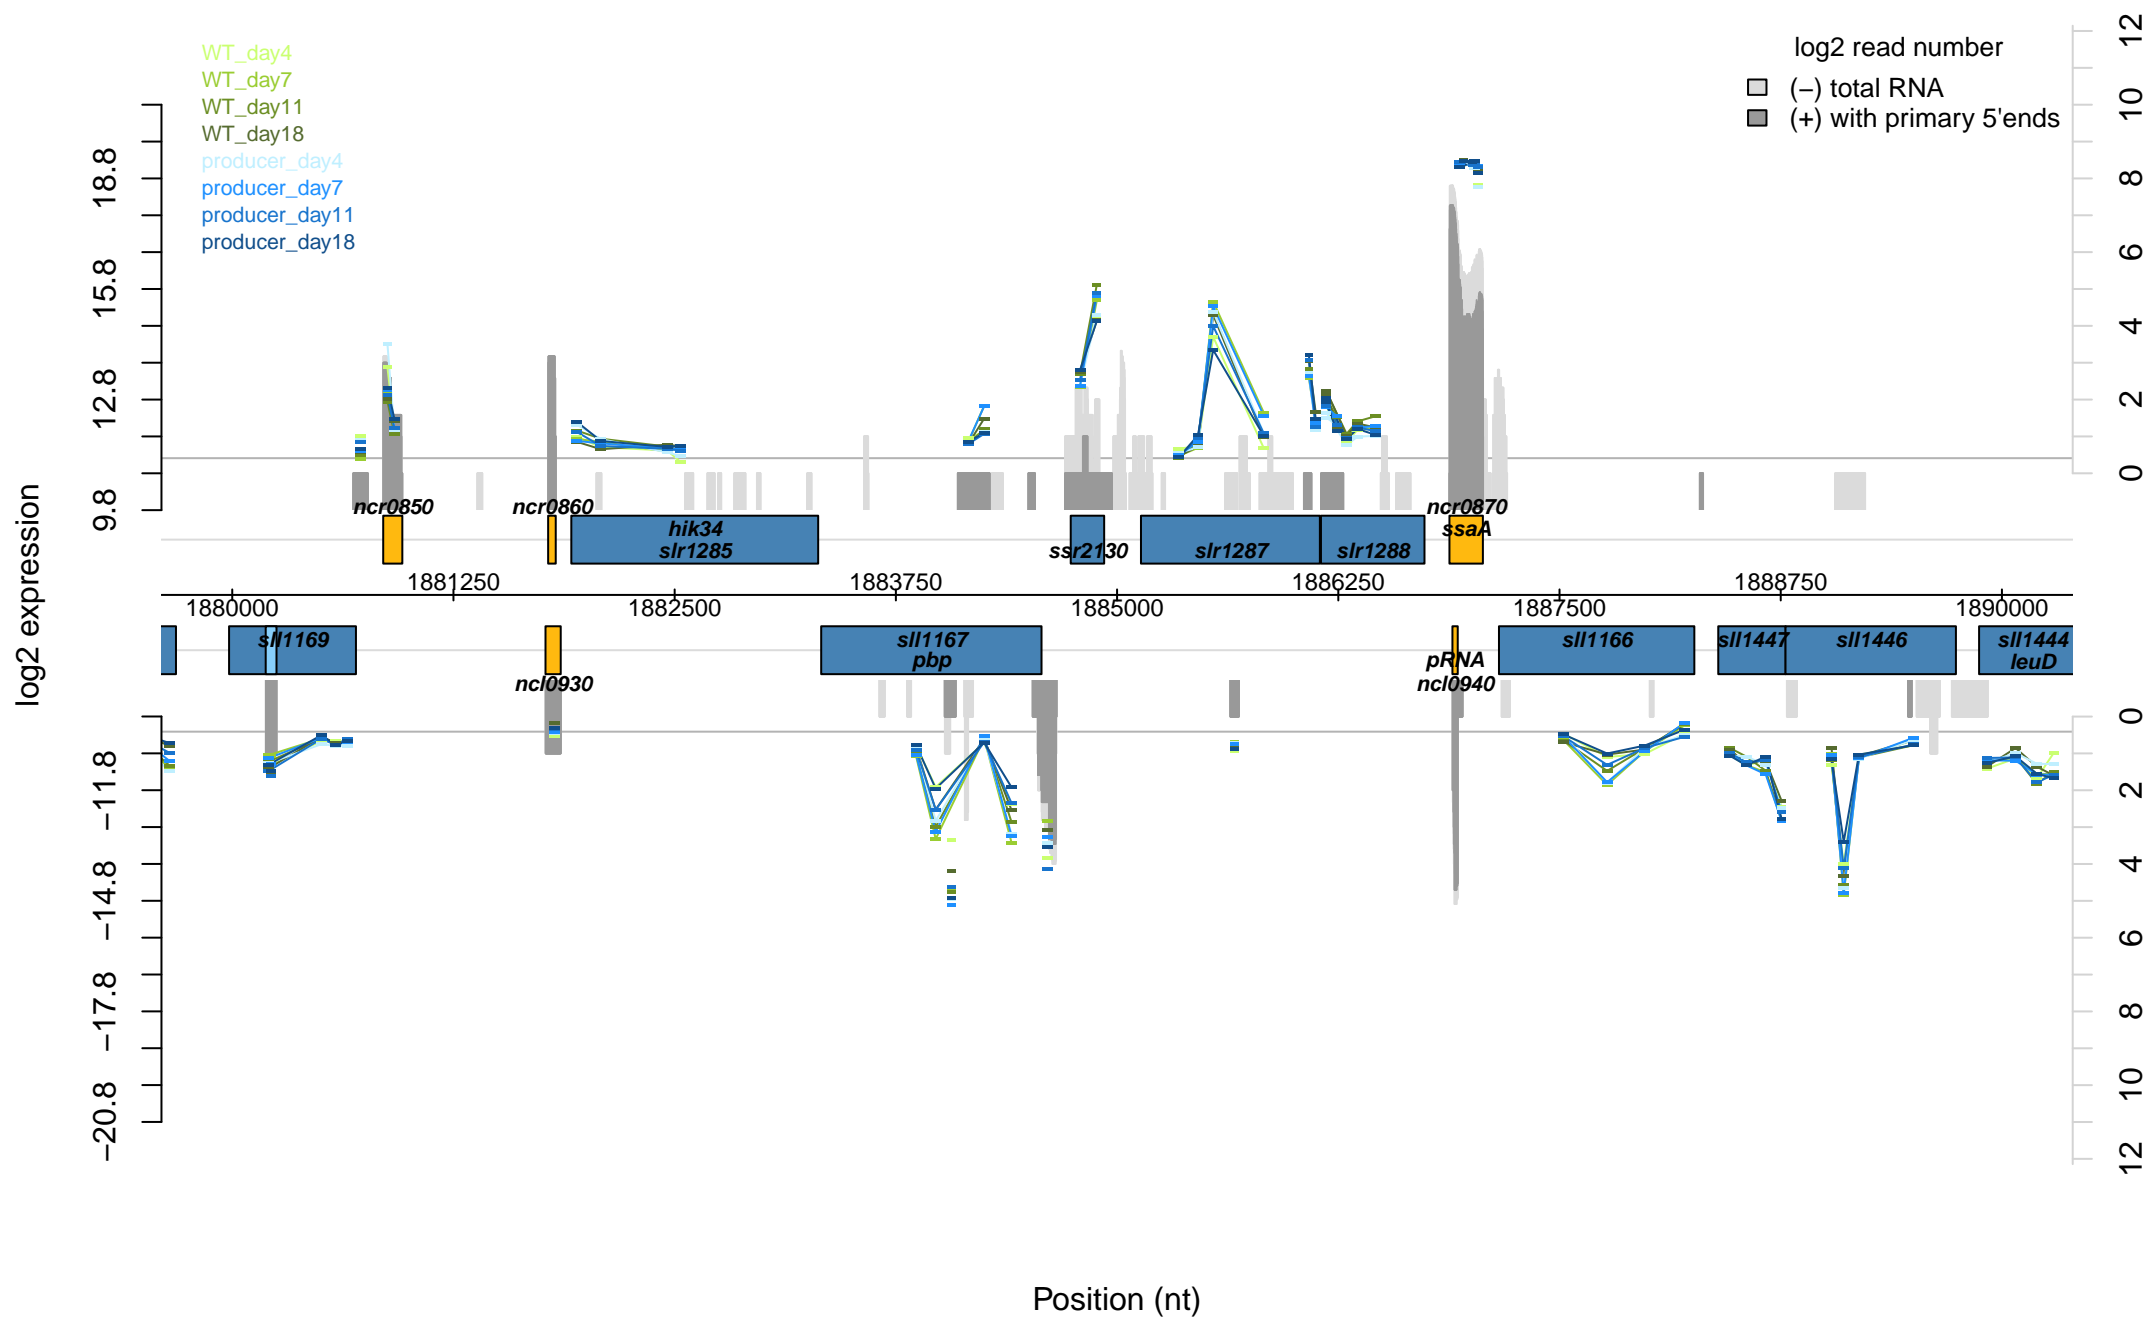 WT_day4
WT_day7
WT_day11
WT_day18
producer_day4
producer_day7
producer_day11
producer_day18
log2 read number
(−) total RNA
(+) with primary 5'ends
log2 expression
18.8
15.8
12.8
9.8
12
10
8
6
4
2
0
ncr0850
ncr0860
ncr0870
hik34
ssaA
slr1285
ssr2130
slr1287
slr1288
1881250
1883750
1886250
1888750
1880000
1882500
1885000
1887500
1890000
sll1169
sll1167
pbp
sll1166
sll1447
sll1446
sll1444
leuD
pRNA
ncl0930
ncl0940
−11.8
−14.8
−17.8
−20.8
0
2
4
6
8
10
12
Position (nt)